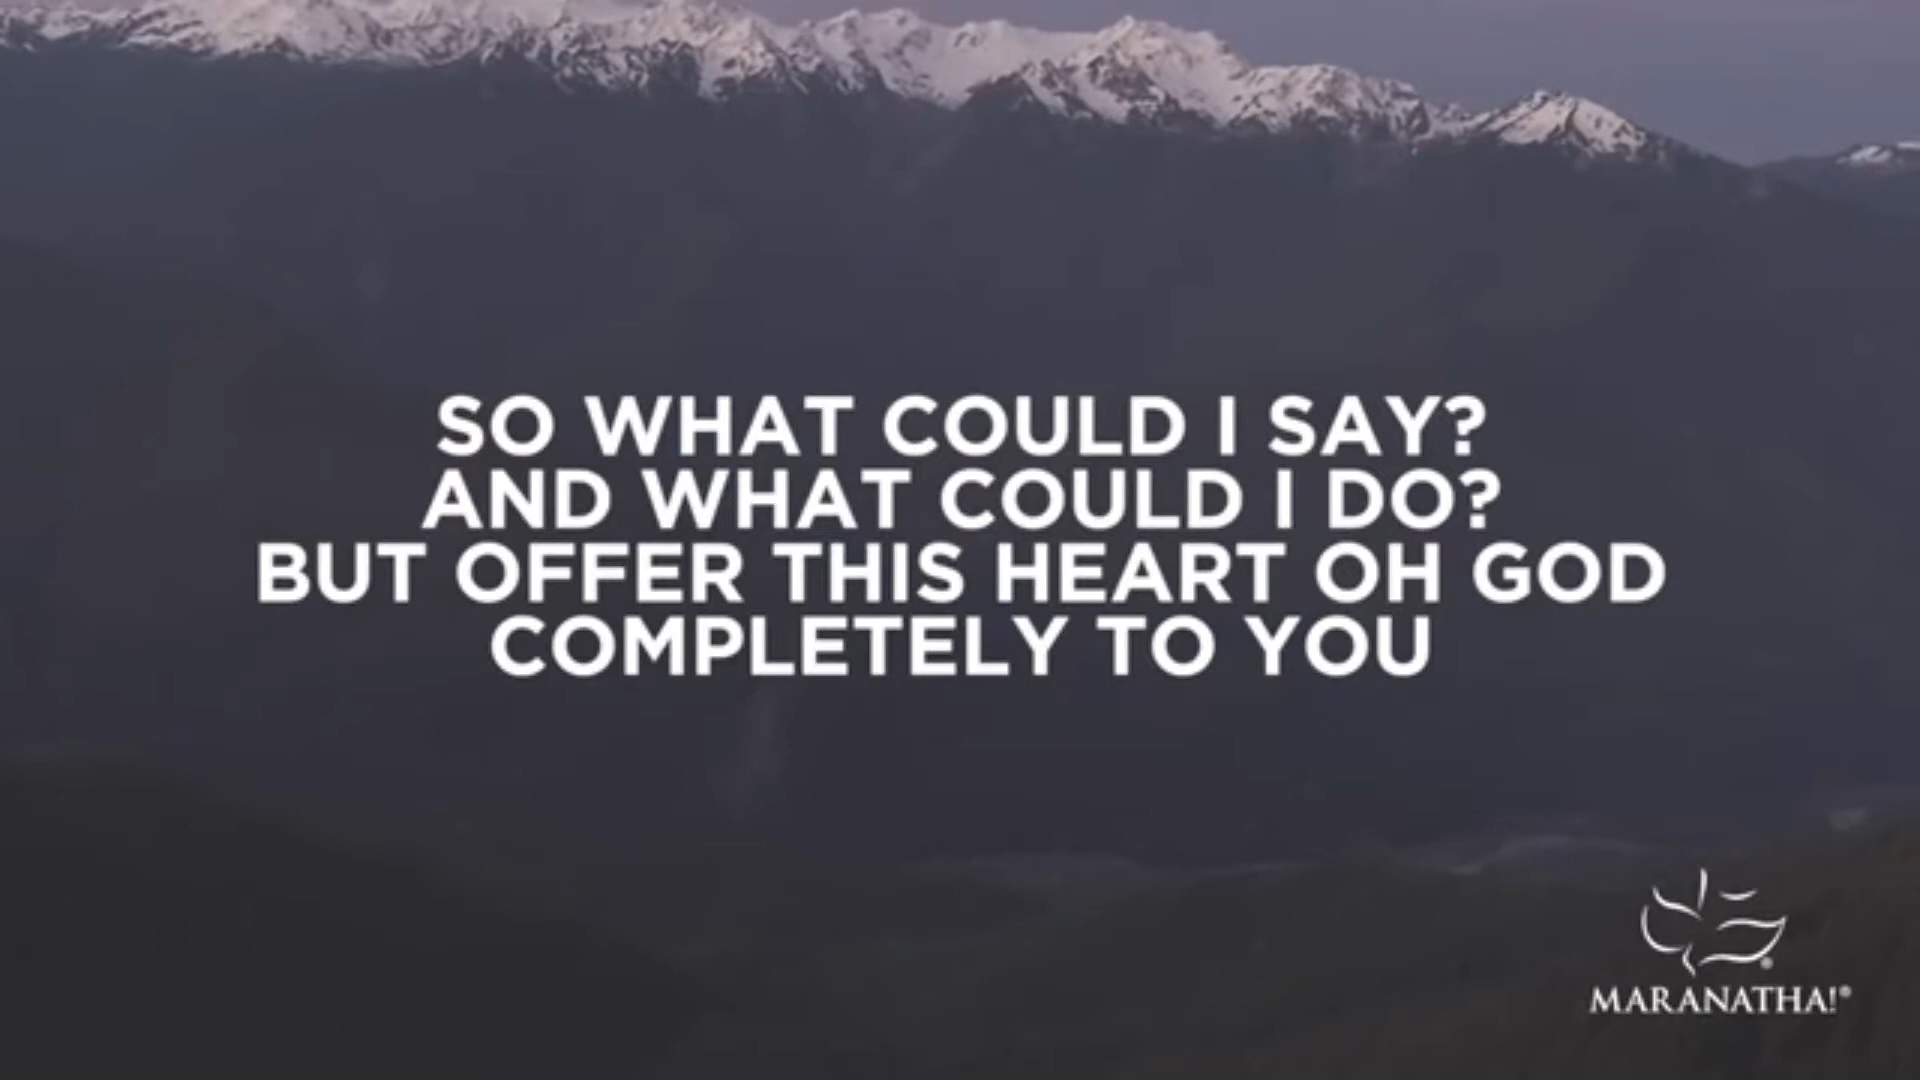 SO WHAT COULD I SAY?
AND WHAT COULD I DO?
BUT OFFER THIS HEART OH GOD
COMPLETELY TO YOU
MARANATHA!®